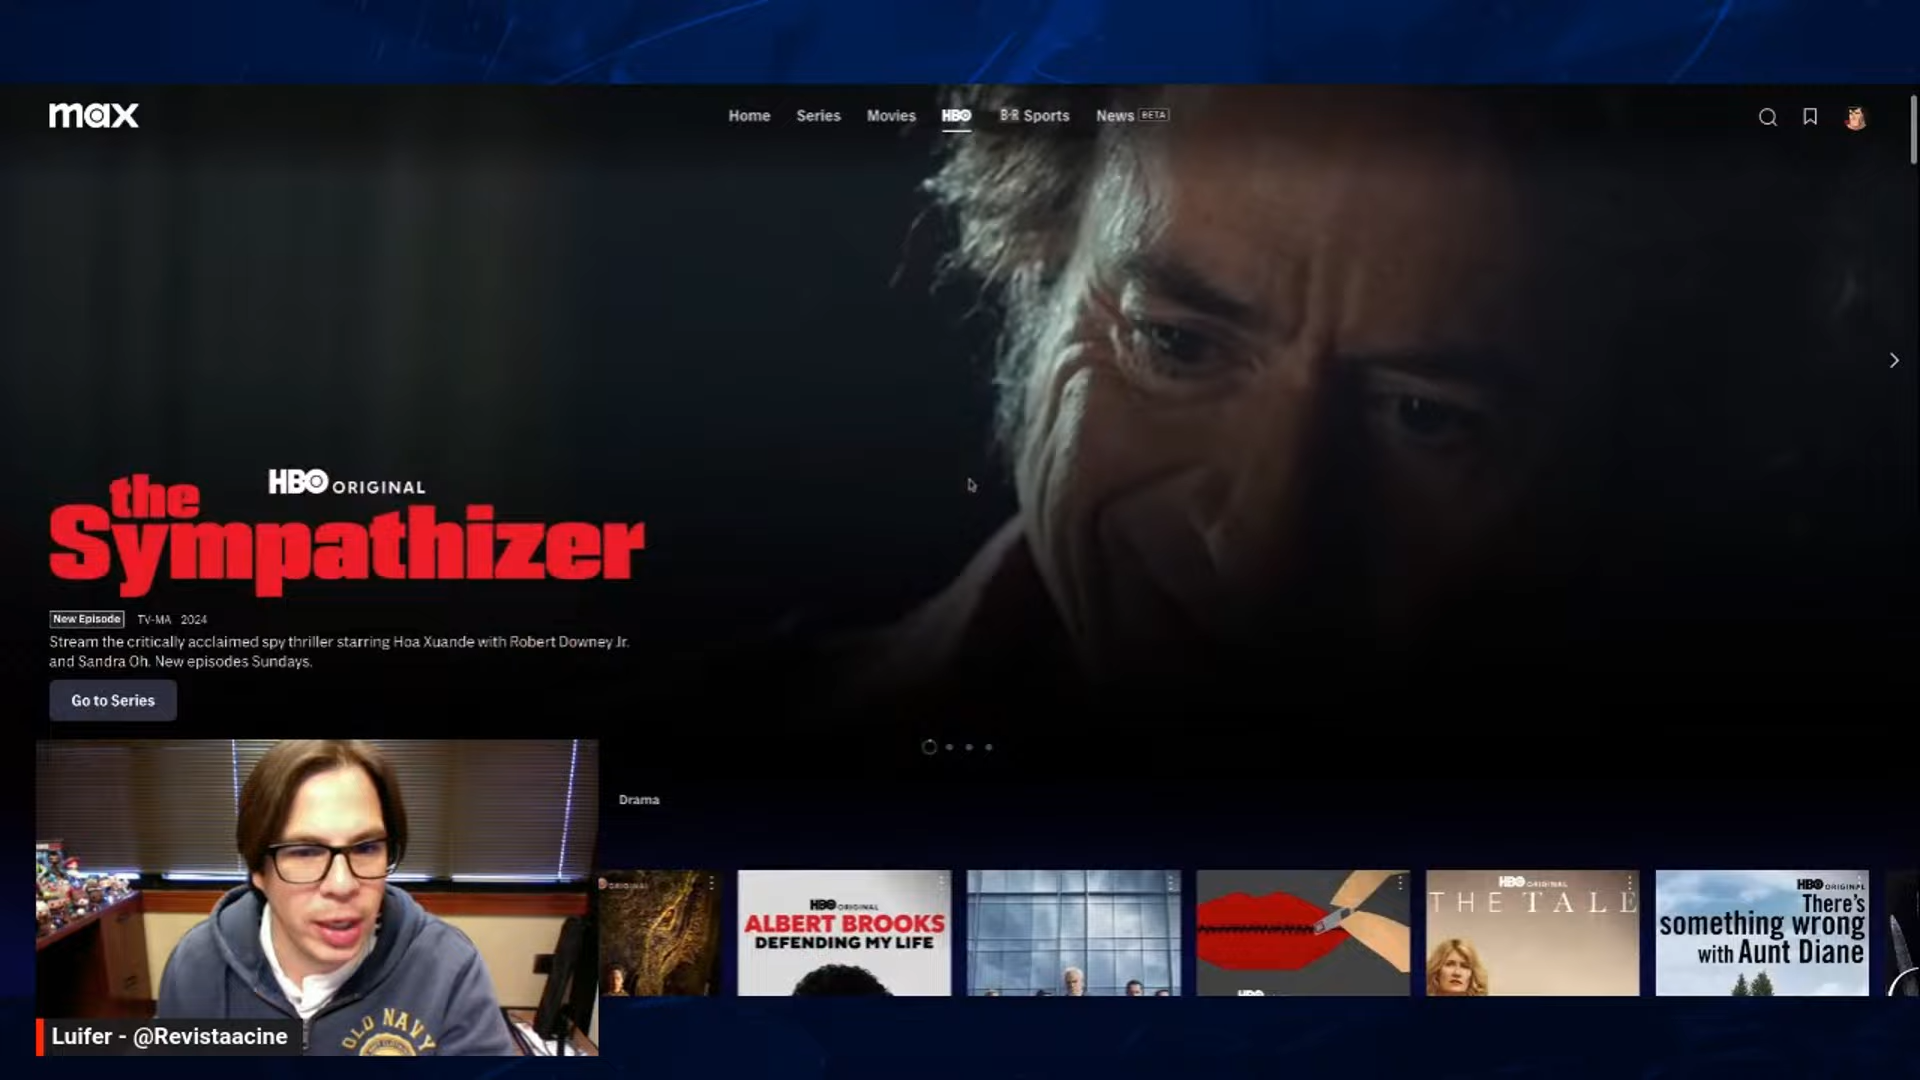 max
Home Series Movies HBO B·R Sports News BETA
HBO ORIGINAL
the
Sympathizer
New Episode TV-MA 2024
Stream the critically acclaimed spy thriller starring Hoa Xuande with Robert Downey Jr.
and Sandra Oh. New episodes Sundays.
Go to Series
Drama
ORIGINAL
HBO ORIGINAL
ALBERT BROOKS
DEFENDING MY LIFE
HBO
HBO ORIGINAL
THE TALE
HBO ORIGINAL
There's
something wrong
with Aunt Diane
OLD NAVY
Luifer - @Revistaacine